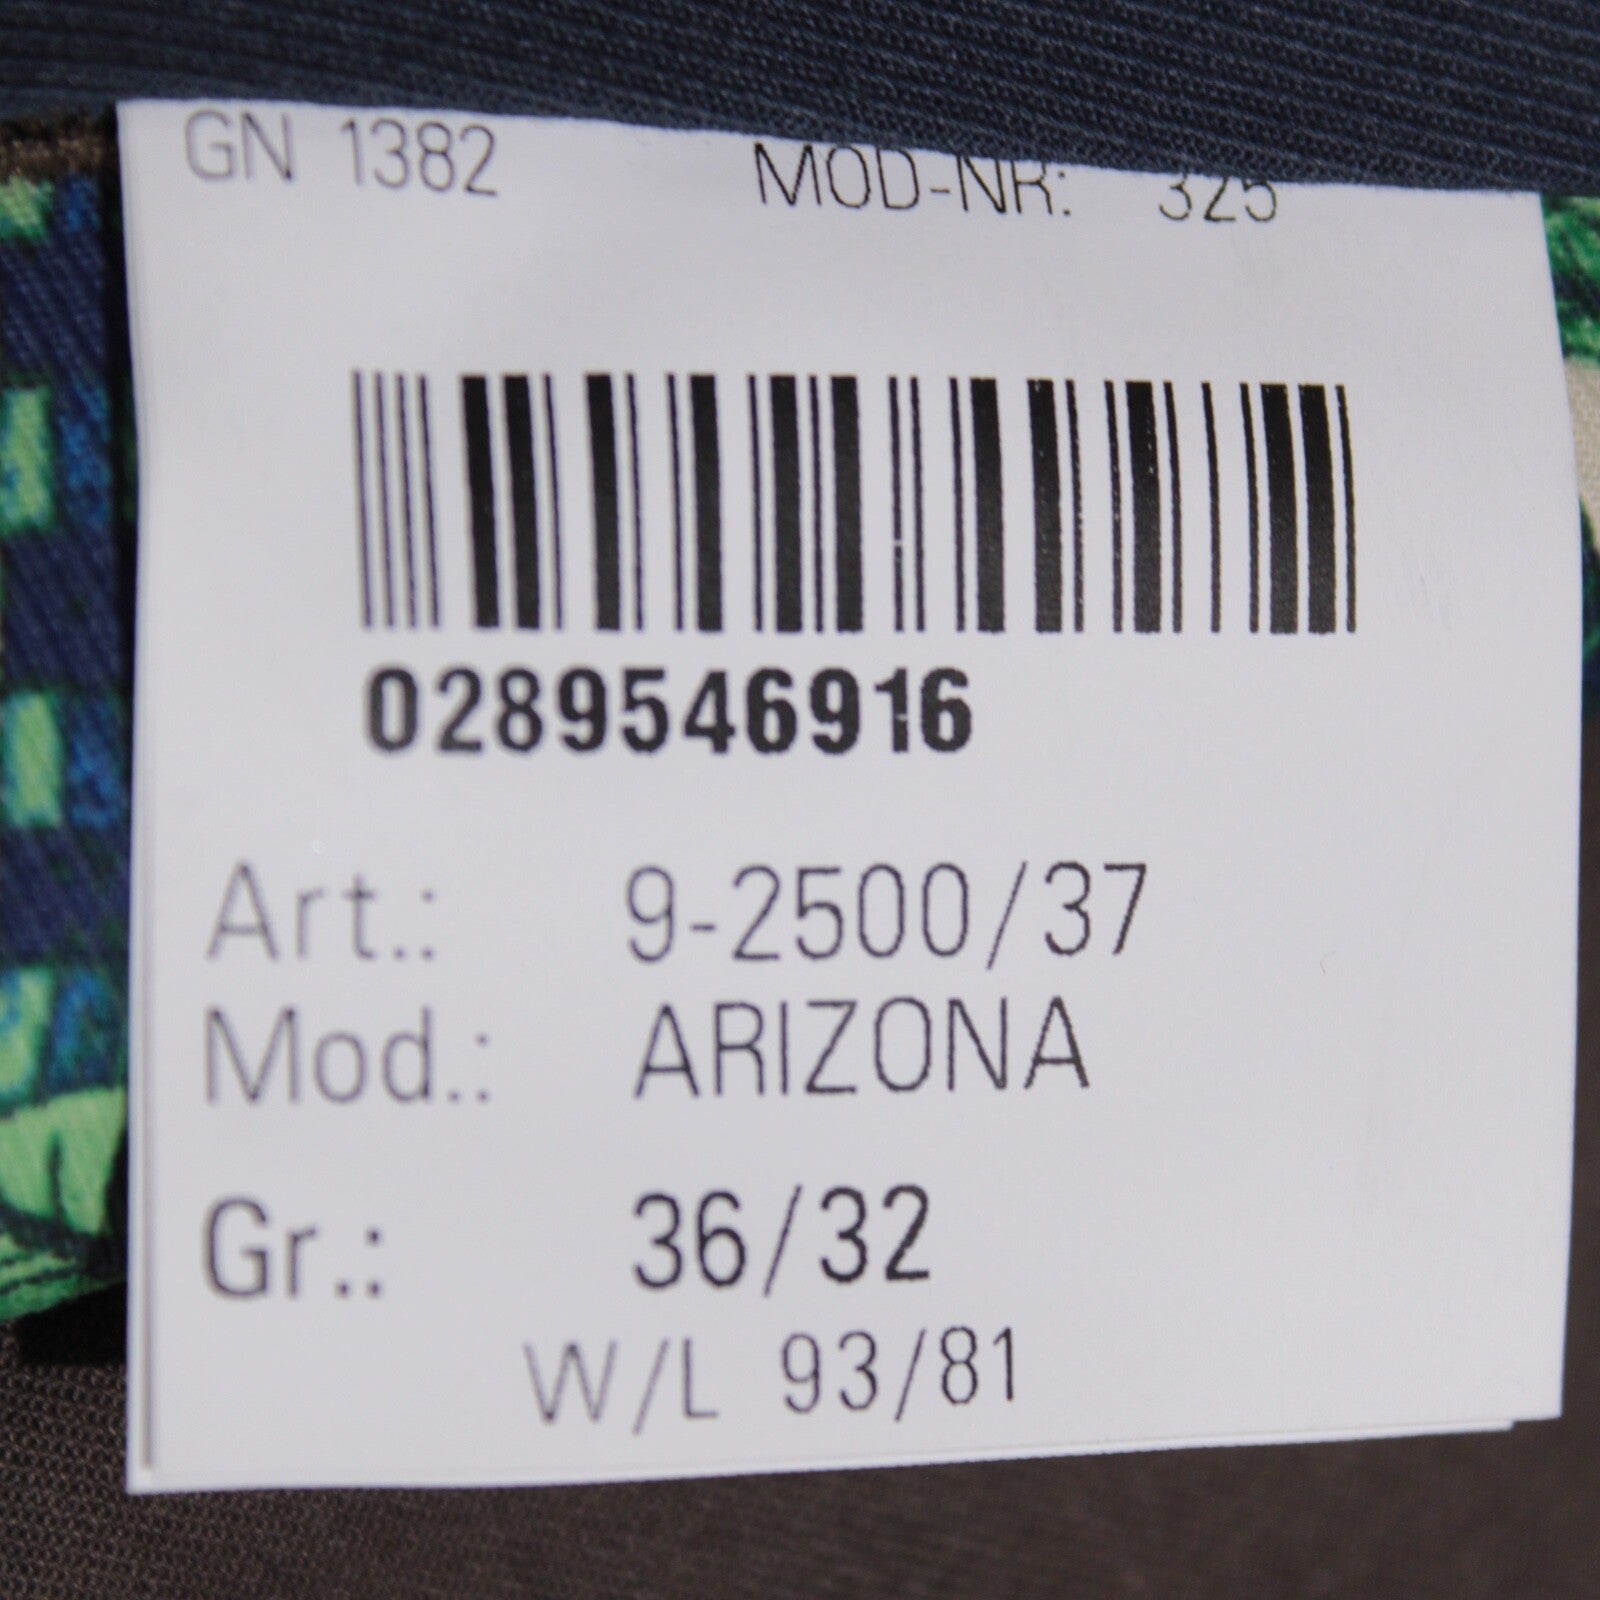 GN 1382 MOD-NR: 325
0289546916
Art.: 9-2500/37
Mod.: ARIZONA
Gr.: 36/32
W/L 93/81